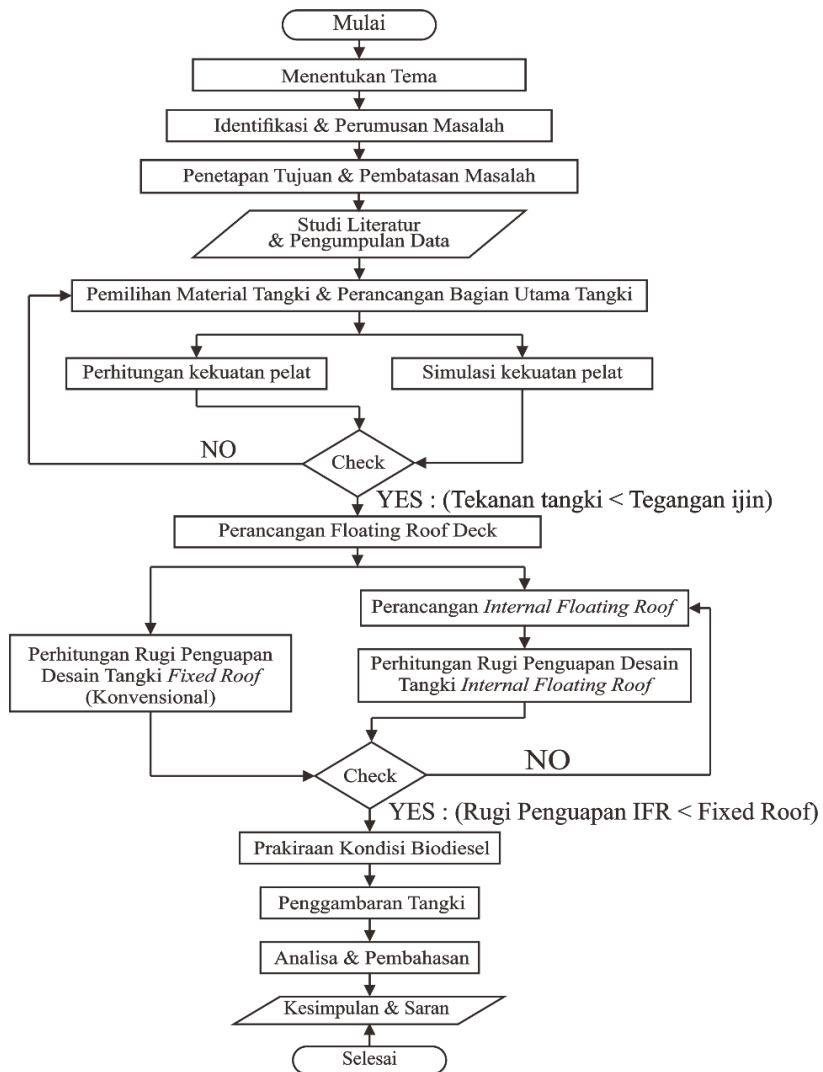 Mulai
Menentukan Tema
Identifikasi & Perumusan Masalah
Penetapan Tujuan & Pembatasan Masalah
Studi Literatur
& Pengumpulan Data
Pemilihan Material Tangki & Perancangan Bagian Utama Tangki
Perhitungan kekuatan pelat
Simulasi kekuatan pelat
NO
Check
YES : (Tekanan tangki < Tegangan ijin)
Perancangan Floating Roof Deck
Perancangan Internal Floating Roof
Perhitungan Rugi Penguapan
Desain Tangki Fixed Roof
(Konvensional)
Perhitungan Rugi Penguapan Desain
Tangki Internal Floating Roof
Check
NO
YES : (Rugi Penguapan IFR < Fixed Roof)
Prakiraan Kondisi Biodiesel
Penggambaran Tangki
Analisa & Pembahasan
Kesimpulan & Saran
Selesai